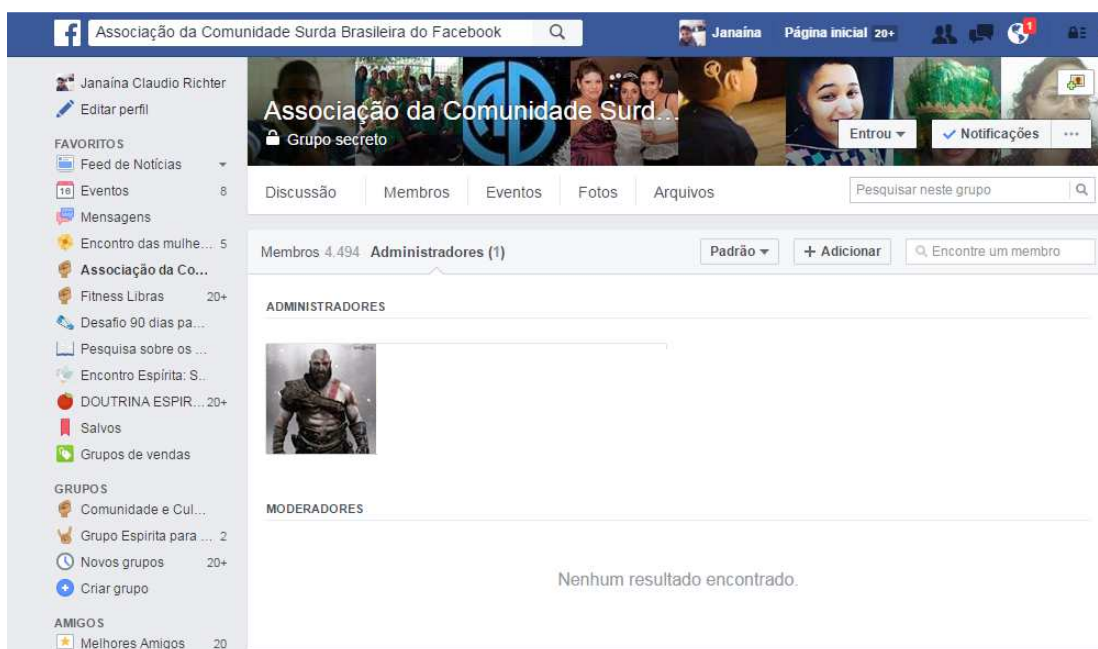 Associação da Comunidade Surda Brasileira do Facebook
Janaína Página inicial 20+
1
Janaína Claudio Richter
Editar perfil
FAVORITOS
Feed de Notícias
18 Eventos 8
Mensagens
Encontro das mulhe... 5
Associação da Co...
Fitness Libras 20+
Desafio 90 dias pa...
Pesquisa sobre os ...
Encontro Espírita: S...
DOUTRINA ESPIR... 20+
Salvos
Grupos de vendas
GRUPOS
Comunidade e Cul...
Grupo Espirita para ... 2
Novos grupos 20+
Criar grupo
AMIGOS
Melhores Amigos 20
Associação da Comunidade Surd...
Grupo secreto
Entrou Notificações ...
Discussão Membros Eventos Fotos Arquivos Pesquisar neste grupo
Membros 4.494 Administradores (1) Padrão + Adicionar Encontre um membro
ADMINISTRADORES
MODERADORES
Nenhum resultado encontrado.